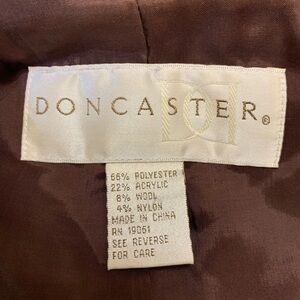 DONCASTER®
66% POLYESTER
22% ACRYLIC
8% WOOL
4% NYLON
MADE IN CHINA
RN 19061
SEE REVERSE
FOR CARE